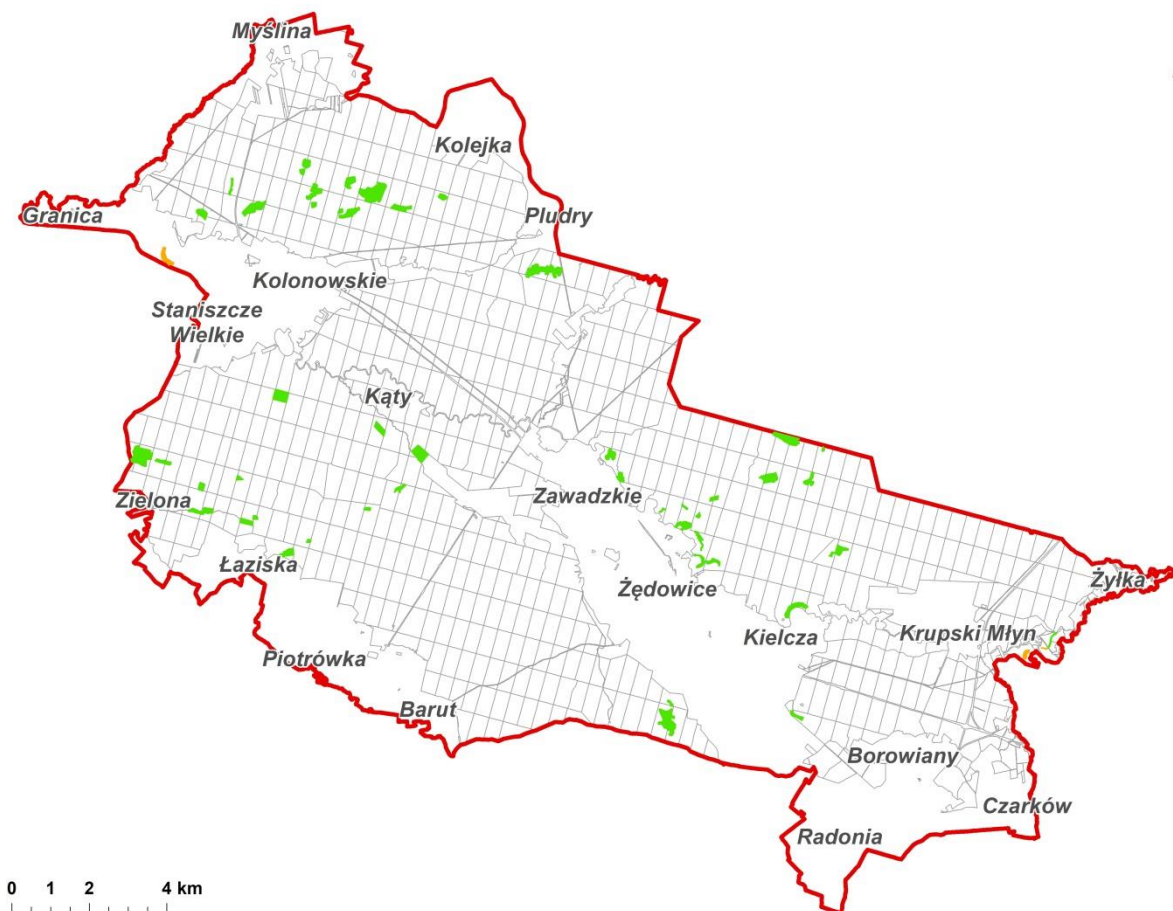 Myślina
Kolejka
Granica
Pludry
Kolonowskie
Staniszcze
Wielkie
Kąty
Zielona
Zawadzkie
Łaziska
Żędowice
Żyłka
Kielcza
Krupski Młyn
Piotrówka
Barut
Borowiany
Czarków
Radonia
0 1 2 4 km